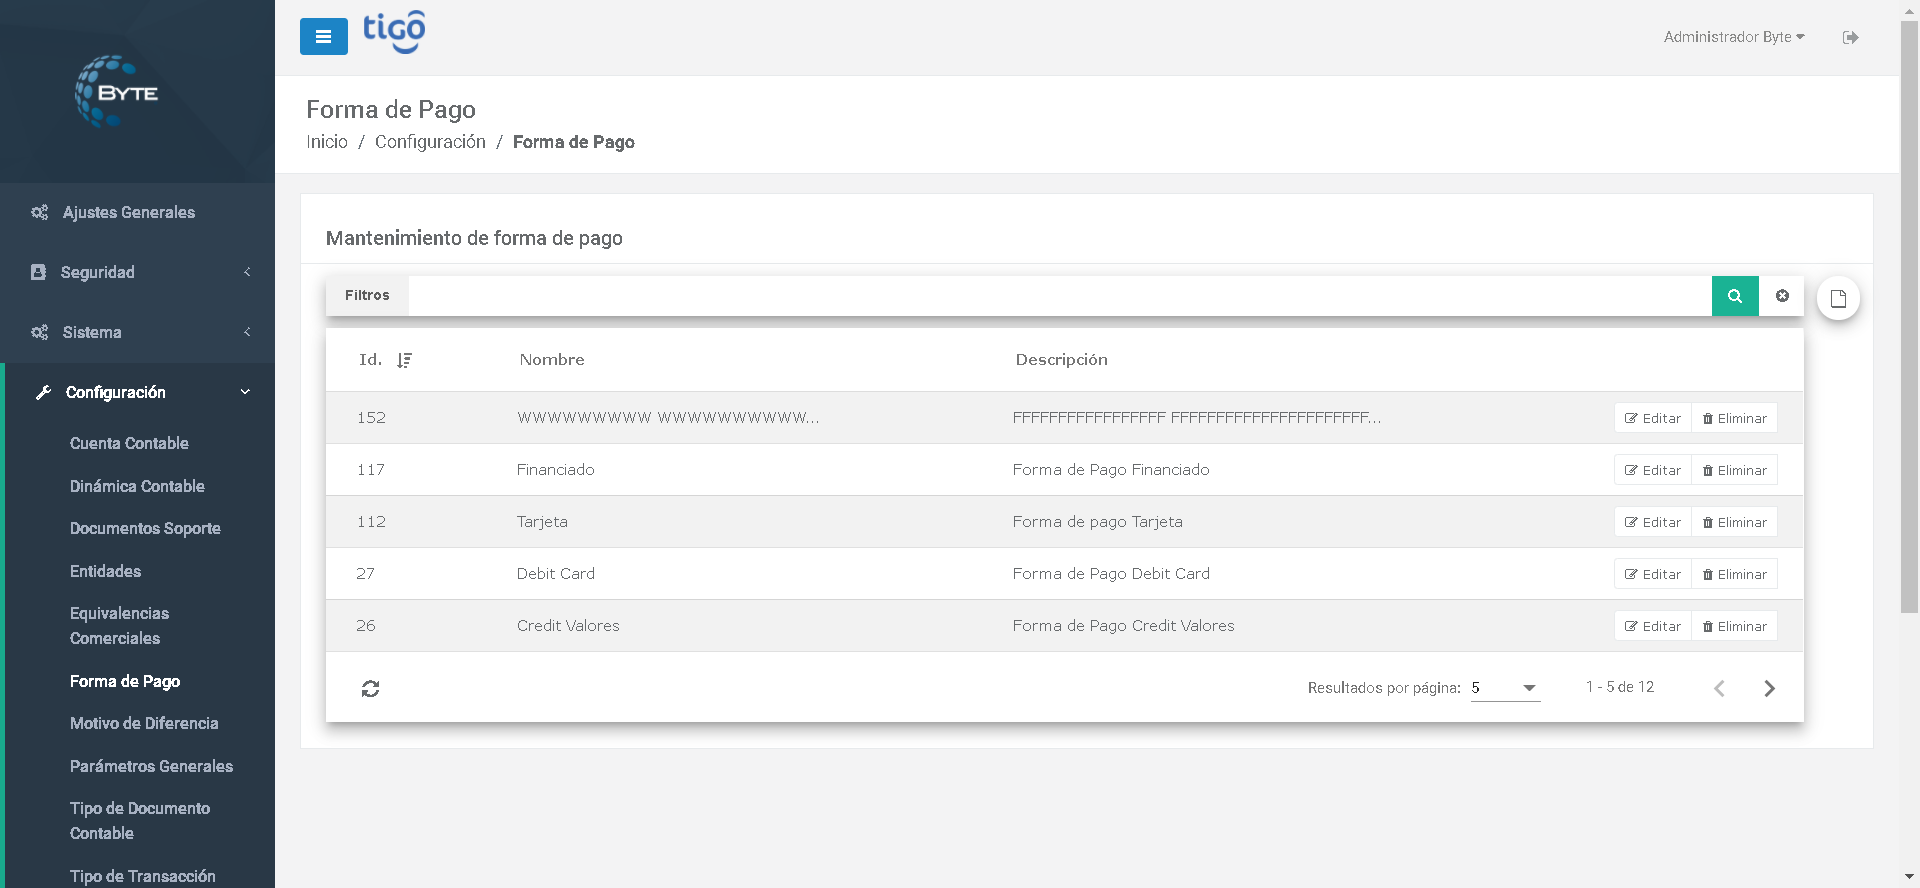 tigo
Administrador Byte
BYTE
Forma de Pago
Inicio / Configuración / Forma de Pago
Ajustes Generales
Seguridad
Sistema
Configuración
Cuenta Contable
Dinámica Contable
Documentos Soporte
Entidades
Equivalencias
Comerciales
Forma de Pago
Motivo de Diferencia
Parámetros Generales
Tipo de Documento
Contable
Tipo de Transacción
Mantenimiento de forma de pago
Filtros
Id. Nombre Descripción
152 WWWWWWWWW WWWWWWWWWW... FFFFFFFFFFFFFFFFF FFFFFFFFFFFFFFFFFFFFFF... Editar Eliminar
117 Financiado Forma de Pago Financiado Editar Eliminar
112 Tarjeta Forma de pago Tarjeta Editar Eliminar
27 Debit Card Forma de Pago Debit Card Editar Eliminar
26 Credit Valores Forma de Pago Credit Valores Editar Eliminar
Resultados por página: 5 1 - 5 de 12